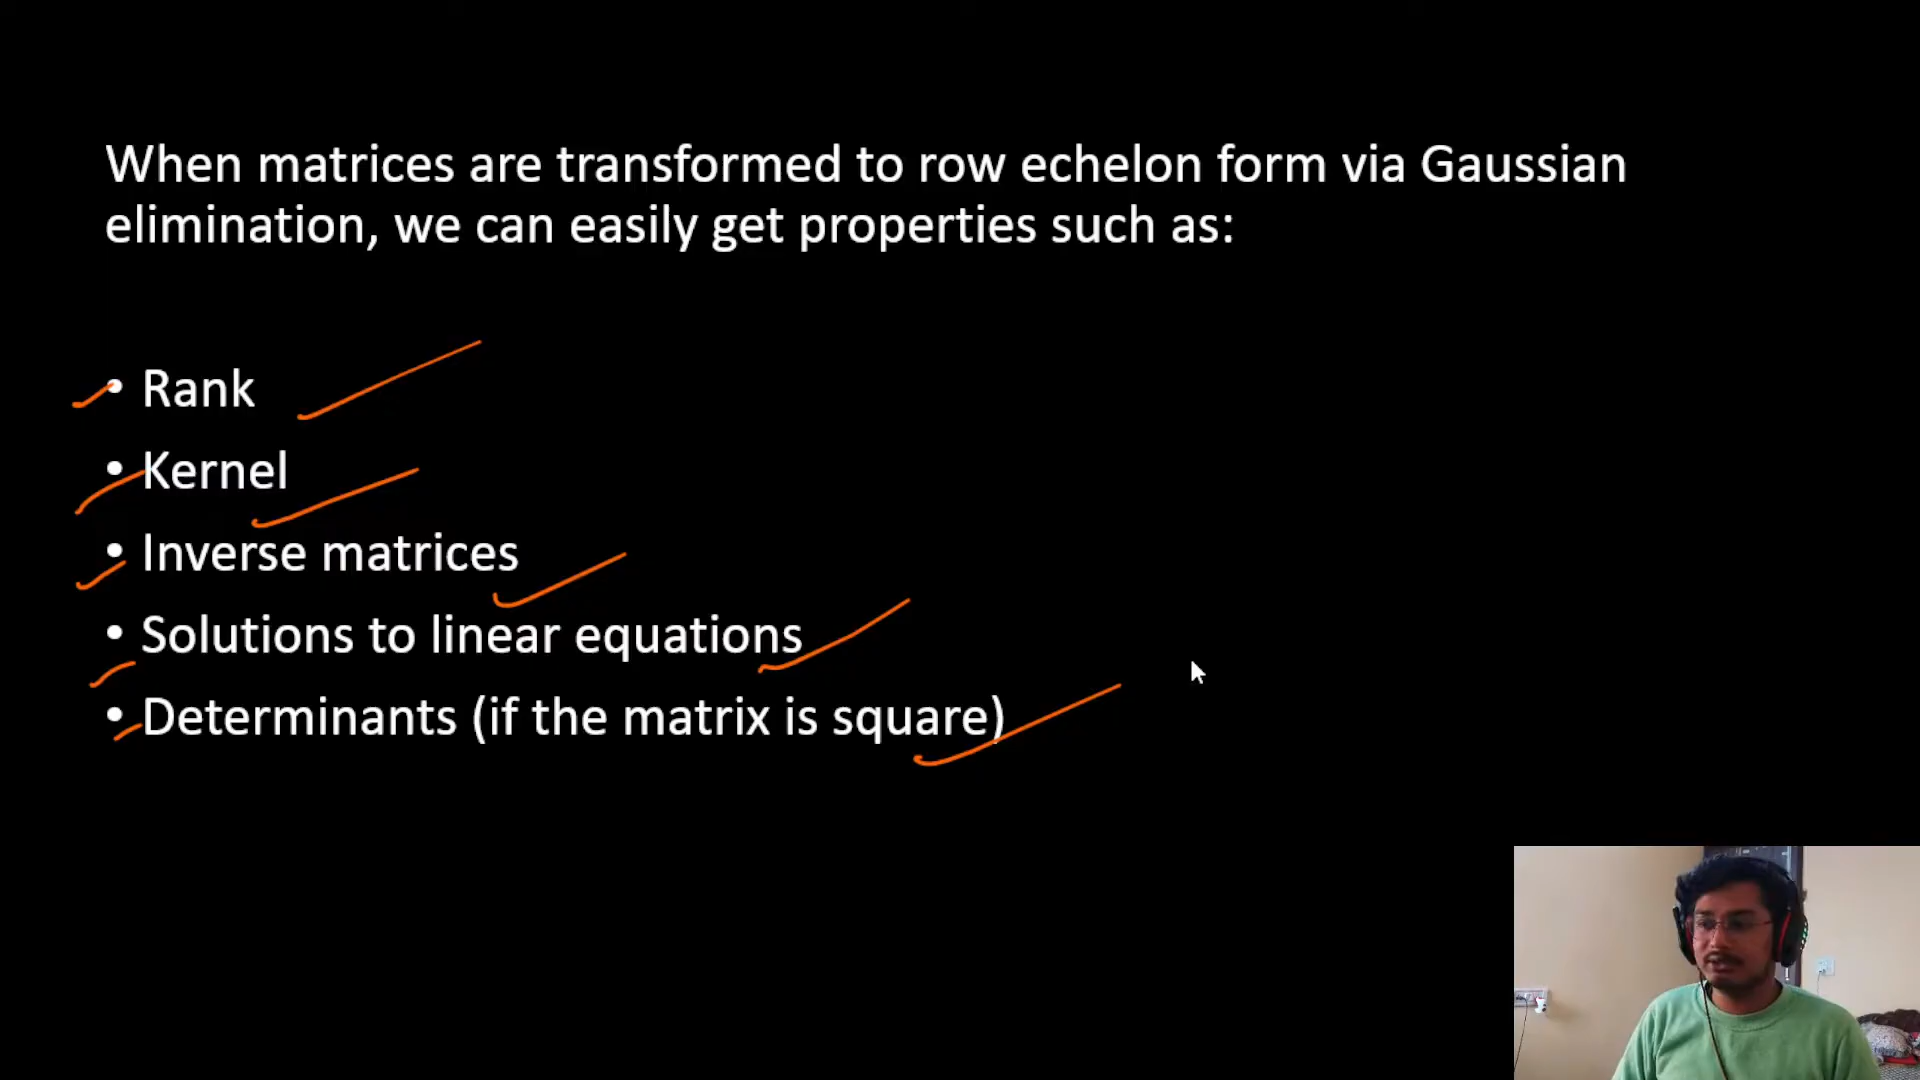 When matrices are transformed to row echelon form via Gaussian
elimination, we can easily get properties such as:
• Rank
• Kernel
• Inverse matrices
• Solutions to linear equations
• Determinants (if the matrix is square)